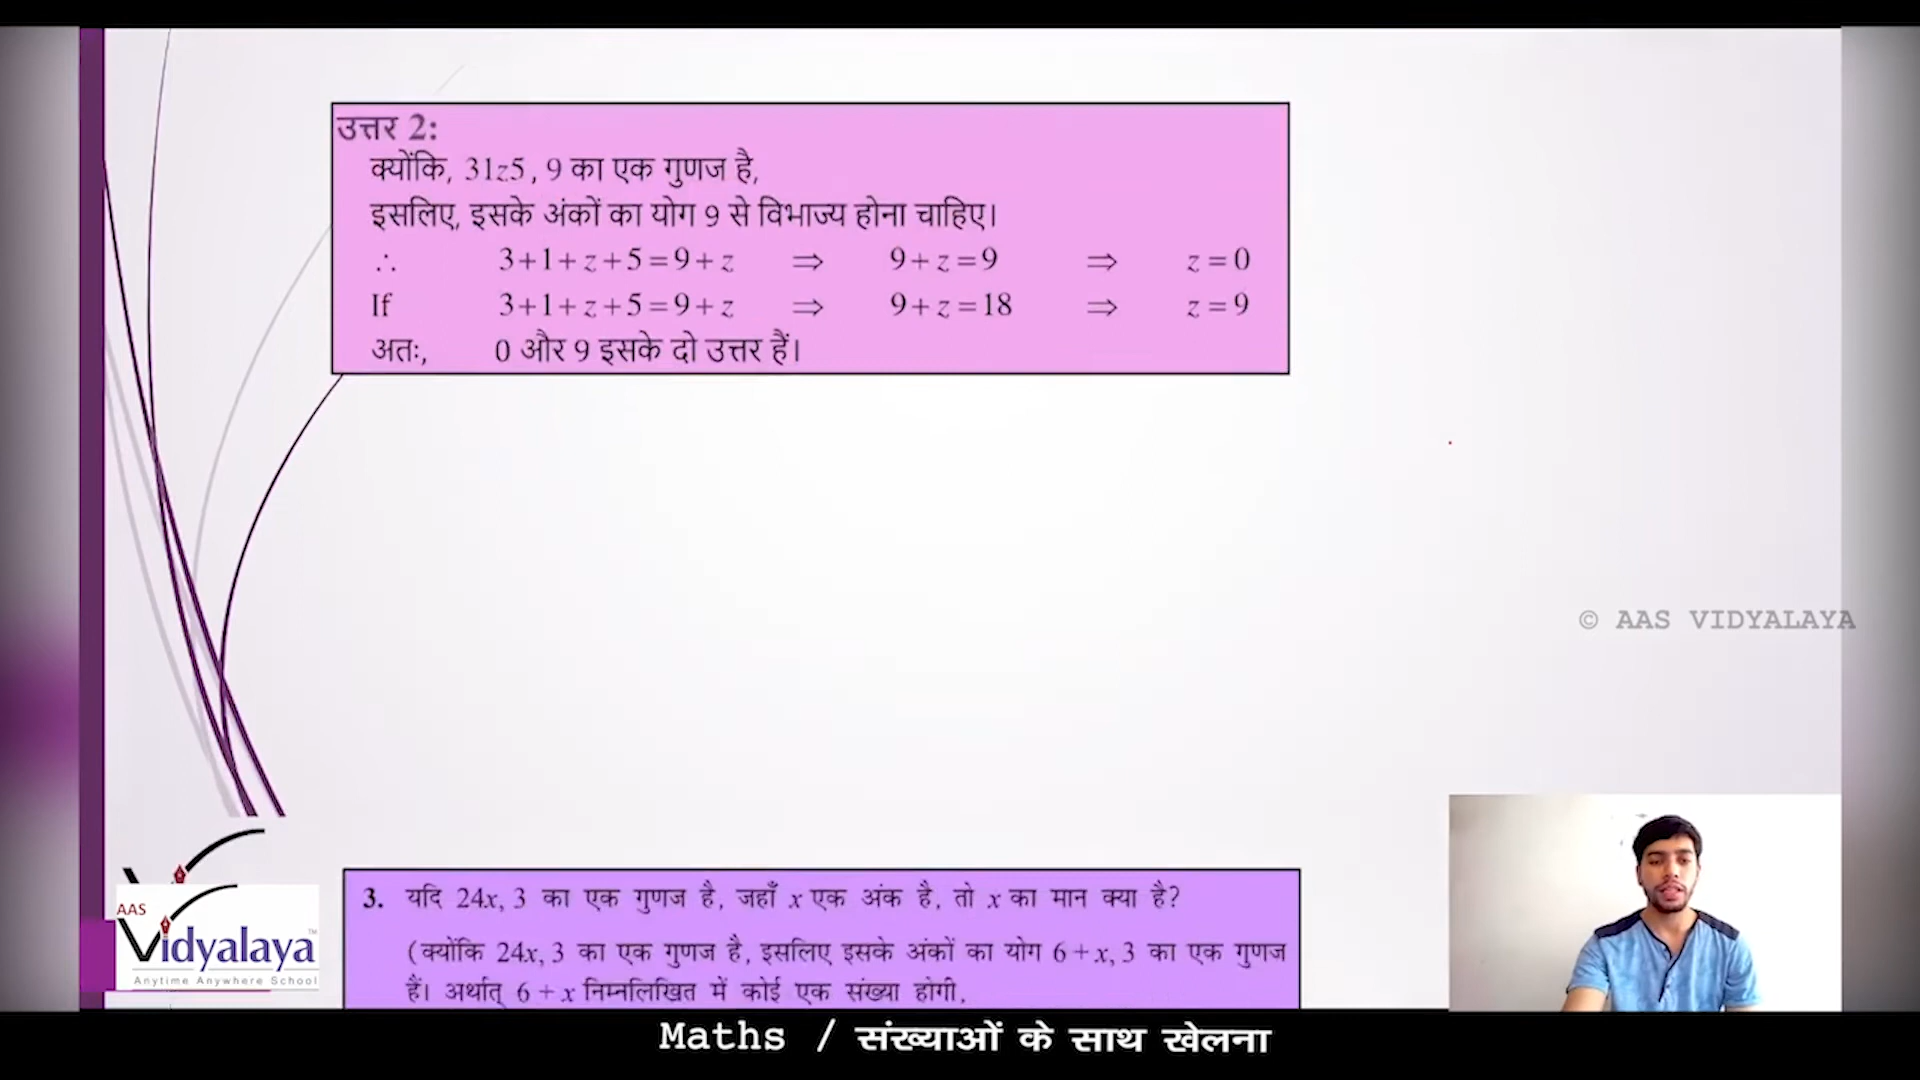 उत्तर 2:
क्योंकि, 31z5, 9 का एक गुणज है,
इसलिए, इसके अंकों का योग 9 से विभाज्य होना चाहिए।
∴ 3+1+z+5=9+z ⇒ 9+z=9 ⇒ z=0
If 3+1+z+5=9+z ⇒ 9+z=18 ⇒ z=9
अतः, 0 और 9 इसके दो उत्तर हैं।
© AAS VIDYALAYA
3. यदि 24x, 3 का एक गुणज है, जहाँ x एक अंक है, तो x का मान क्या है?
(क्योंकि 24x, 3 का एक गुणज है, इसलिए इसके अंकों का योग 6+x, 3 का एक गुणज
हैं। अर्थात् 6+x निम्नलिखित में कोई एक संख्या होगी,
AAS
Vidyalaya
TM
Anytime Anywhere School
Maths / संख्याओं के साथ खेलना